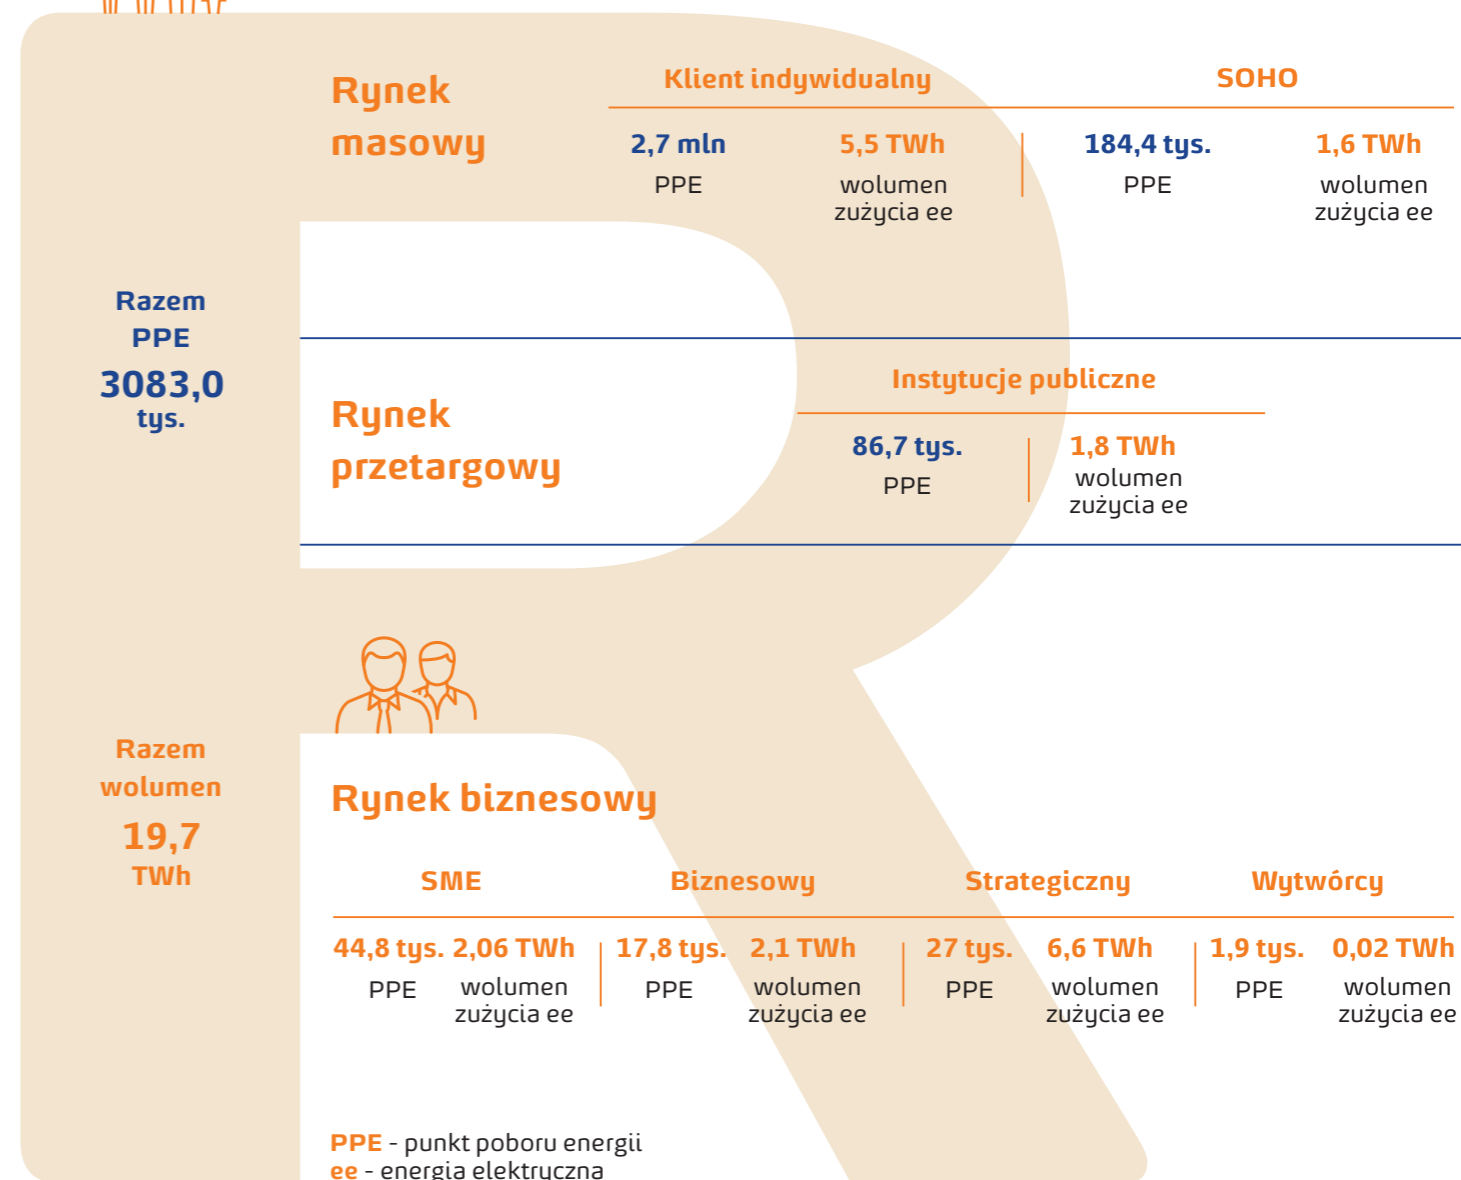 Rynek
masowy
Klient indywidualny
SOHO
2,7 mln
PPE
5,5 TWh
wolumen
zużycia ee
184,4 tys.
PPE
1,6 TWh
wolumen
zużycia ee
Razem
PPE
3083,0
tys.
Rynek
przetargowy
Instytucje publiczne
86,7 tys.
PPE
1,8 TWh
wolumen
zużycia ee
Razem
wolumen
19,7
TWh
Rynek biznesowy
SME
Biznesowy
Strategiczny
Wytwórcy
44,8 tys.
PPE
2,06 TWh
wolumen
zużycia ee
17,8 tys.
PPE
2,1 TWh
wolumen
zużycia ee
27 tys.
PPE
6,6 TWh
wolumen
zużycia ee
1,9 tys.
PPE
0,02 TWh
wolumen
zużycia ee
PPE - punkt poboru energii
ee - energia elektryczna